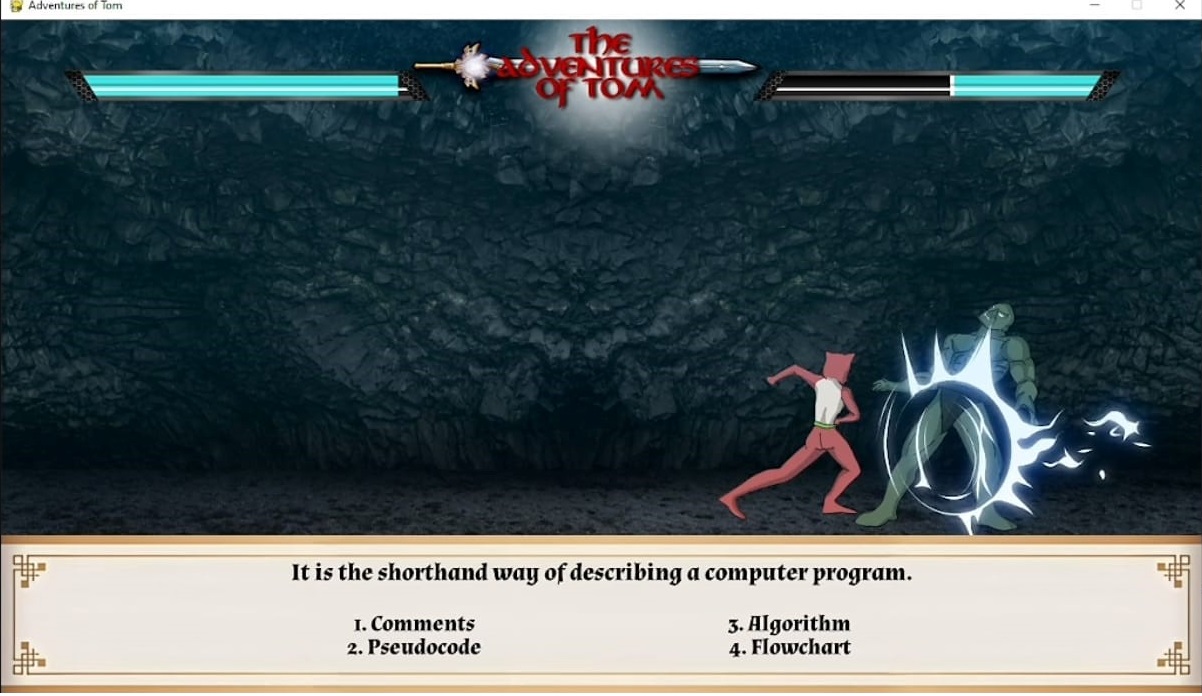 Adventures of Tom
THE
ADVENTURES
OF TOM
It is the shorthand way of describing a computer program.
1. Comments
2. Pseudocode
3. Algorithm
4. Flowchart